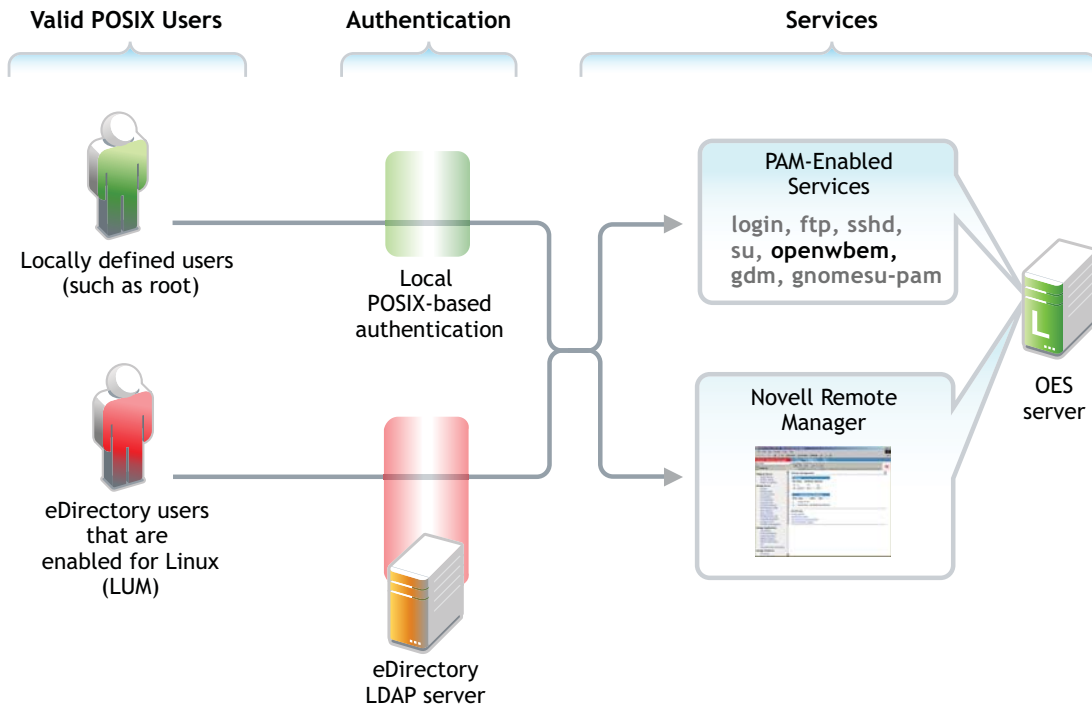 Valid POSIX Users
Authentication
Services
Locally defined users
(such as root)
Local
POSIX-based
authentication
PAM-Enabled
Services
login, ftp, sshd,
su, openwbem,
gdm, gnomesu-pam
L
OES
server
eDirectory users
that are
enabled for Linux
(LUM)
eDirectory
LDAP server
Novell Remote
Manager